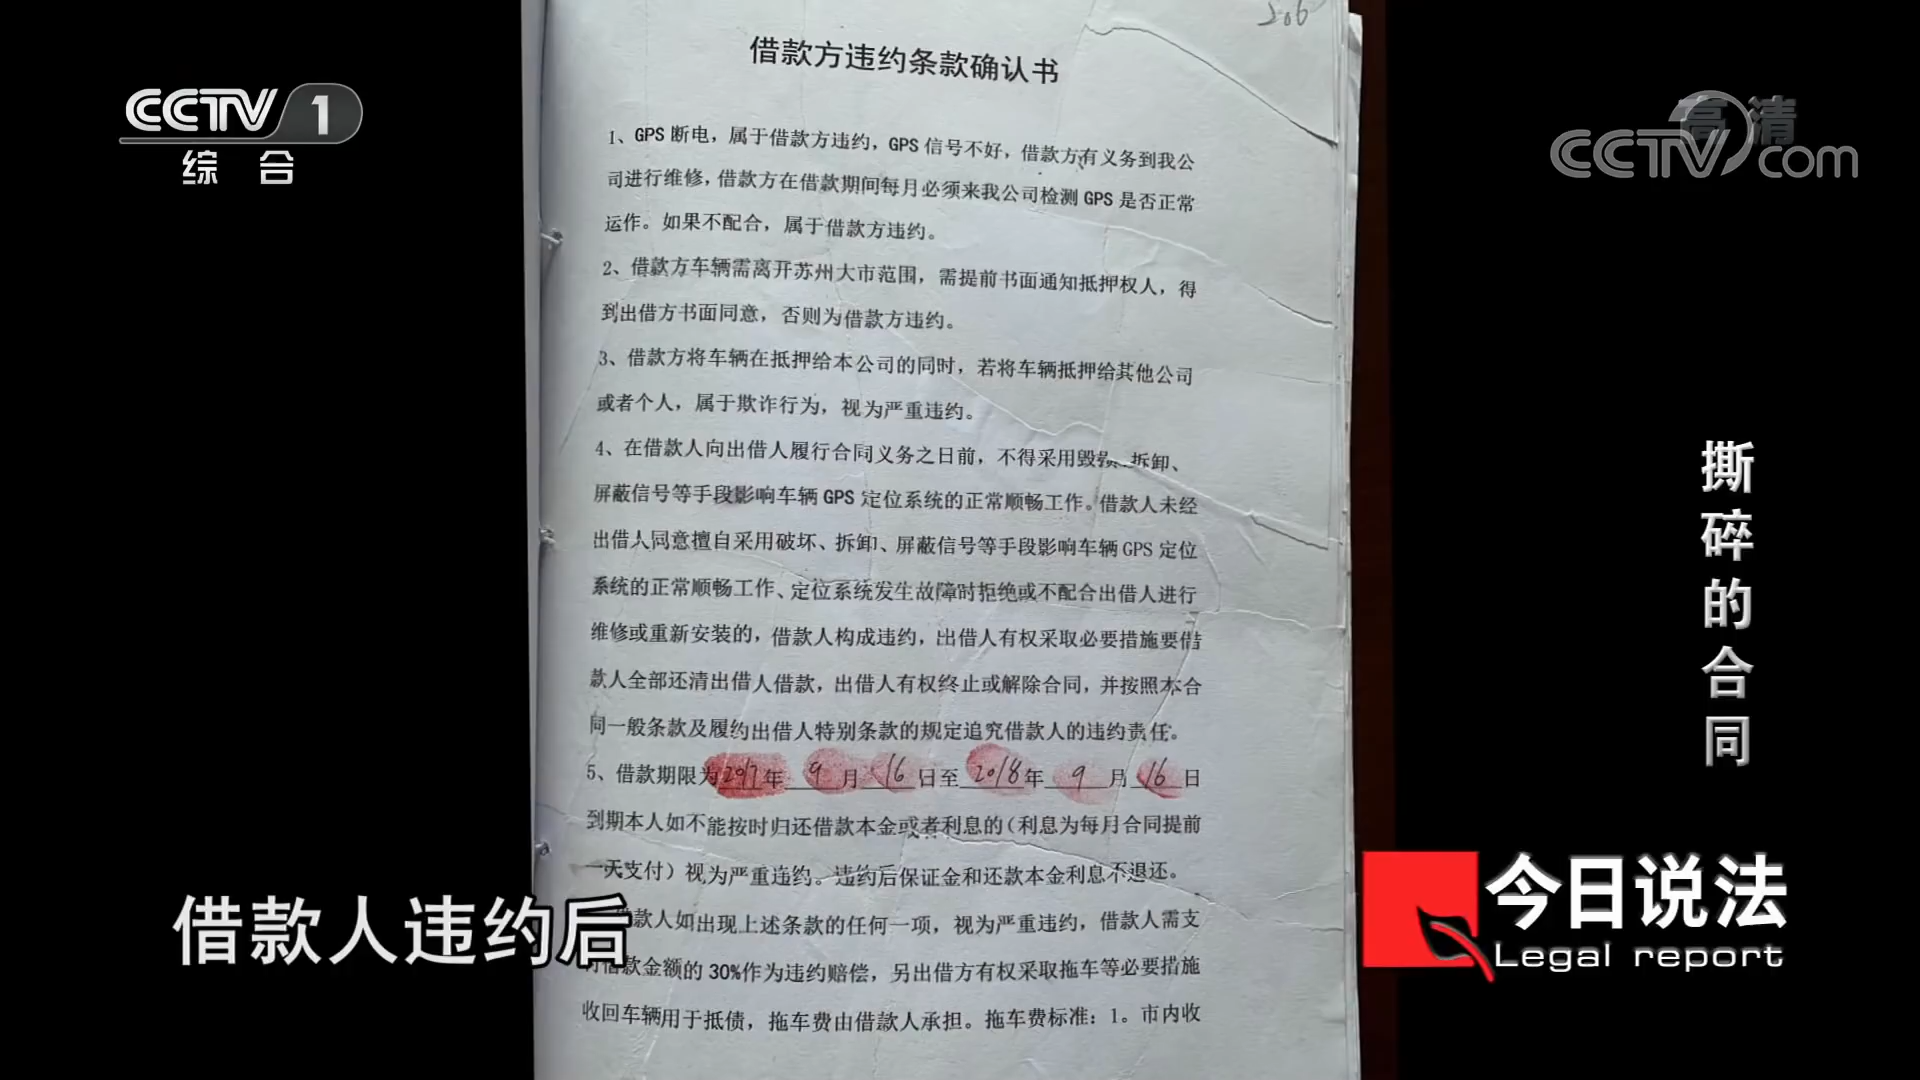 206
借款方违约条款确认书
CCTV 1
综合
高清
CCTV.com
1、GPS断电，属于借款方违约，GPS信号不好，借款方有义务到我公
司进行维修，借款方在借款期间每月必须来我公司检测GPS是否正常
运作。如果不配合，属于借款方违约。
2、借款方车辆需离开苏州大市范围，需提前书面通知抵押权人，得
到出借方书面同意，否则为借款方违约。
3、借款方将车辆在抵押给本公司的同时，若将车辆抵押给其他公司
或者个人，属于欺诈行为，视为严重违约。
4、在借款人向出借人履行合同义务之日前，不得采用毁损、拆卸、
屏蔽信号等手段影响车辆GPS定位系统的正常顺畅工作。借款人未经
出借人同意擅自采用破坏、拆卸、屏蔽信号等手段影响车辆GPS定位
系统的正常顺畅工作、定位系统发生故障时拒绝或不配合出借人进行
维修或重新安装的，借款人构成违约，出借人有权采取必要措施要借
款人全部还清出借人借款，出借人有权终止或解除合同，并按照本合
同一般条款及履约出借人特别条款的规定追究借款人的违约责任。
5、借款期限为2017年9月16日至2018年9月16日
到期本人如不能按时归还借款本金或者利息的（利息为每月合同提前
一天支付）视为严重违约。违约后保证金和还款本金利息不退还。
借款人如出现上述条款的任何一项，视为严重违约，借款人需支
付借款金额的30%作为违约赔偿，另出借方有权采取拖车等必要措施
收回车辆用于抵债，拖车费由借款人承担。拖车费标准：1。市内收
撕碎的合同
借款人违约后
今日说法
Legal report